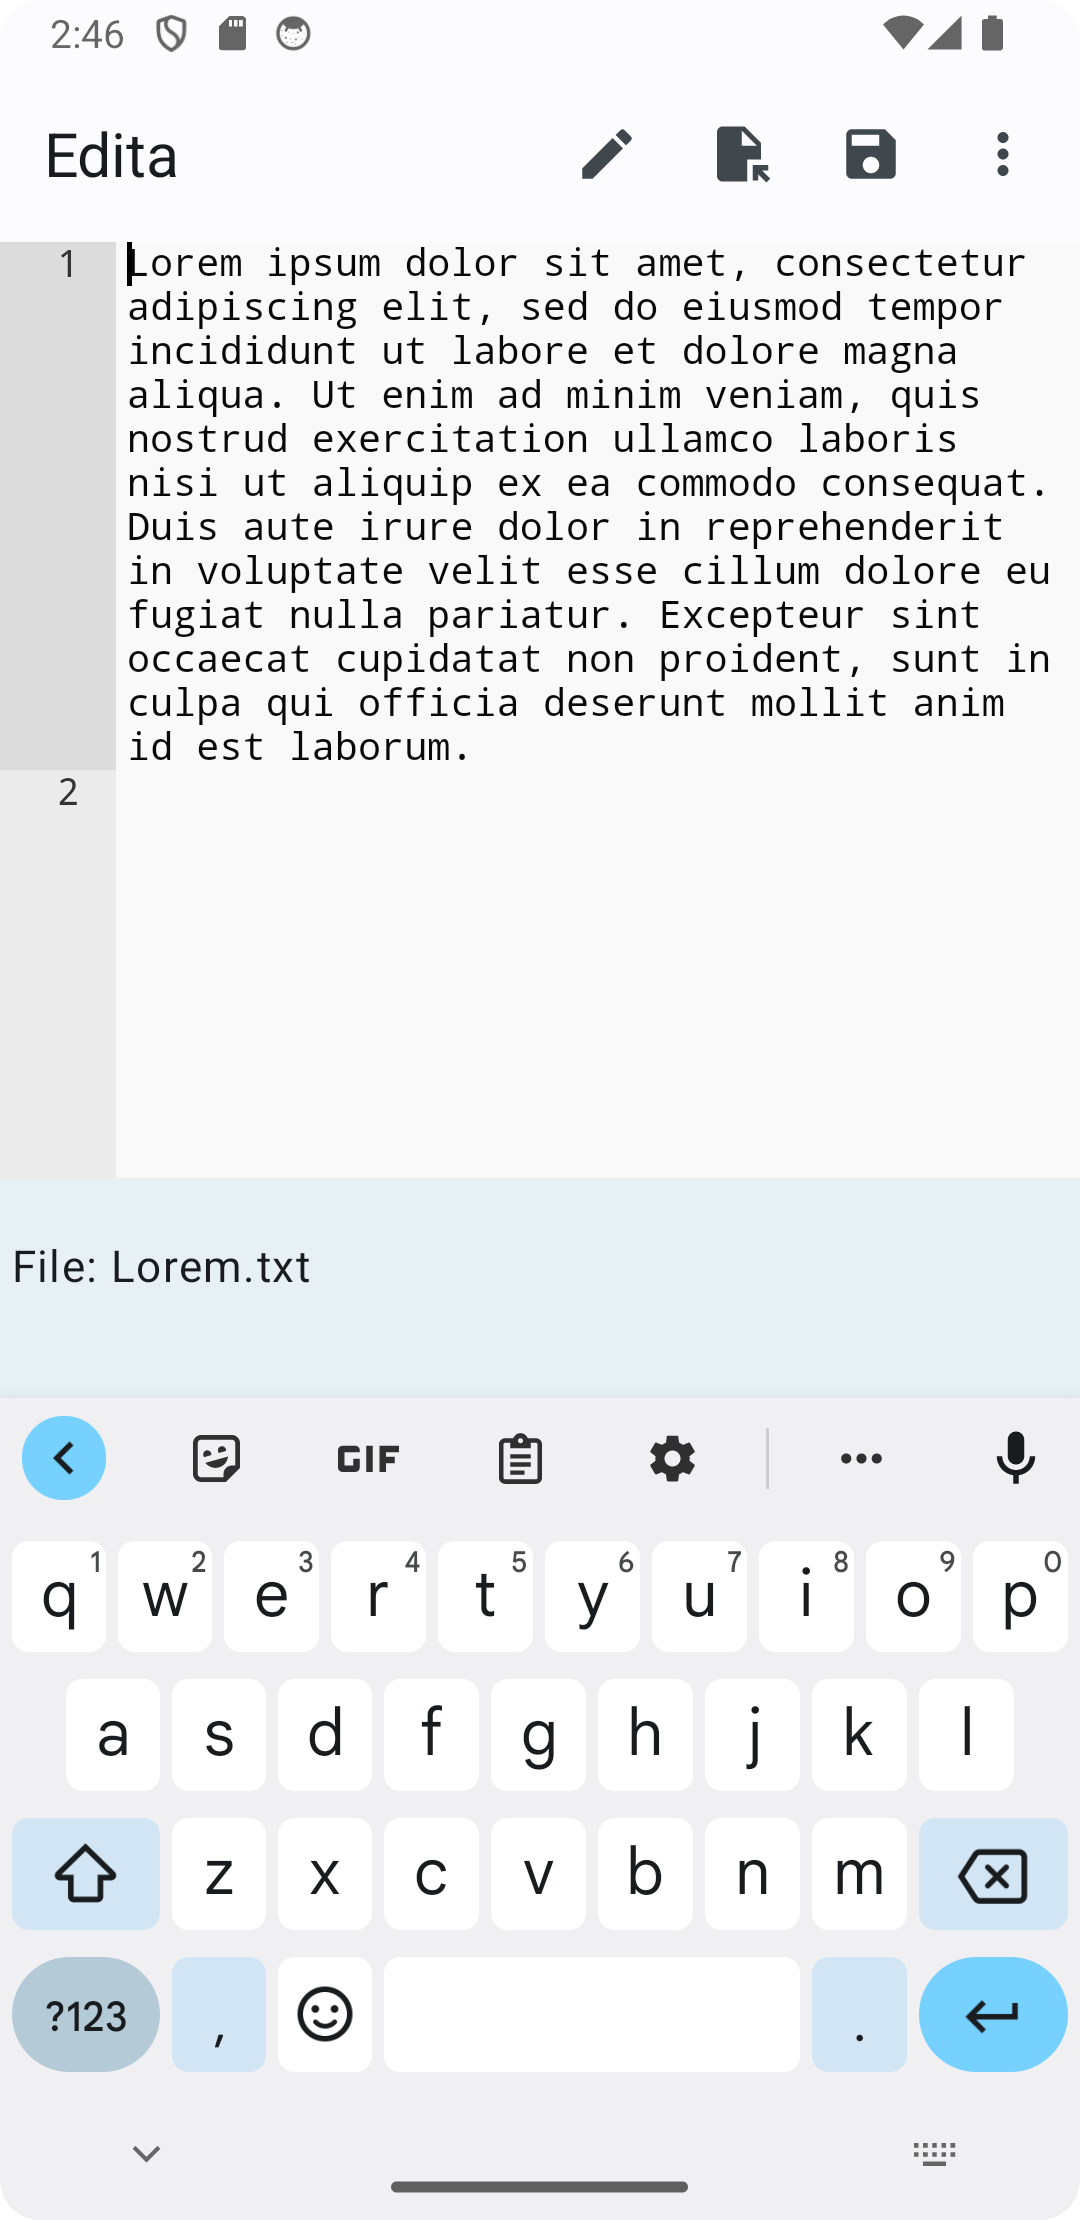 2:46
Edita
1
Lorem ipsum dolor sit amet, consectetur
adipiscing elit, sed do eiusmod tempor
incididunt ut labore et dolore magna
aliqua. Ut enim ad minim veniam, quis
nostrud exercitation ullamco laboris
nisi ut aliquip ex ea commodo consequat.
Duis aute irure dolor in reprehenderit
in voluptate velit esse cillum dolore eu
fugiat nulla pariatur. Excepteur sint
occaecat cupidatat non proident, sunt in
culpa qui officia deserunt mollit anim
id est laborum.
2
File: Lorem.txt
GIF
q 1 w 2 e 3 r 4 t 5 y 6 u 7 i 8 o 9 p 0
a s d f g h j k l
z x c v b n m
?123 , .